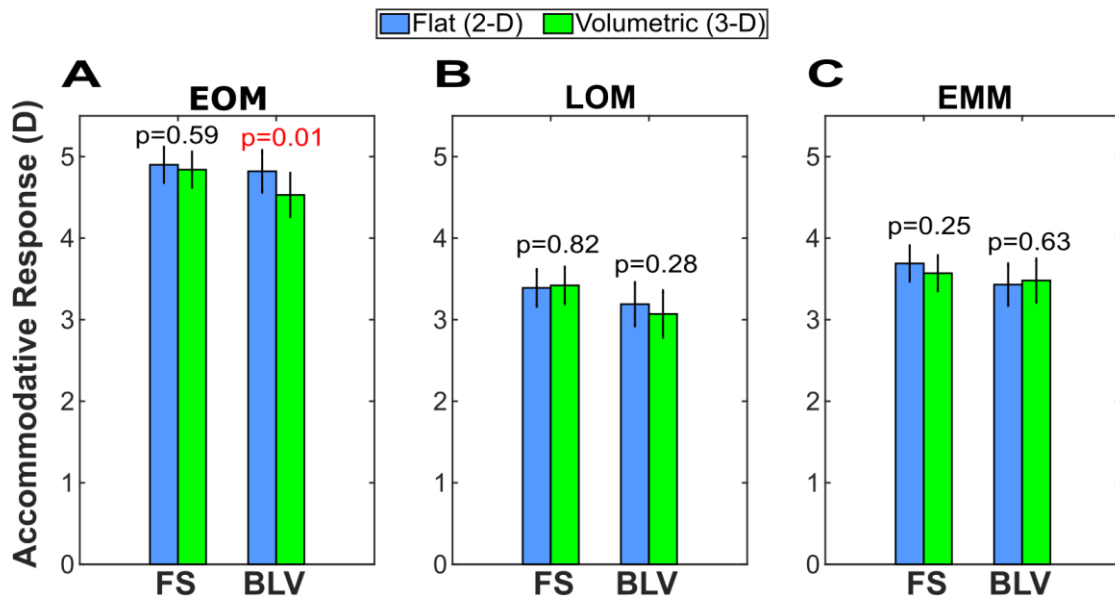 Flat (2-D) Volumetric (3-D)
A B C
EOM LOM EMM
Accommodative Response (D)
p=0.59 p=0.01
p=0.82
p=0.28
p=0.25 p=0.63
5 5 5
4 4 4
3 3 3
2 2 2
1 1 1
0 0 0
FS BLV FS BLV FS BLV